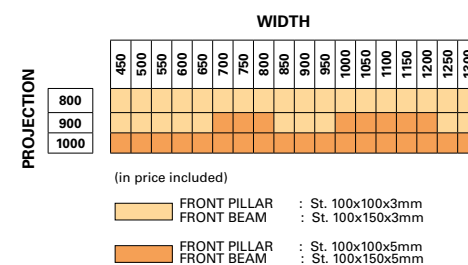 WIDTH
450 500 550 600 650 700 750 800 850 900 950 1000 1050 1100 1150 1200 1250 1300
PROJECTION
800
900
1000
(in price included)
FRONT PILLAR : St. 100x100x3mm
FRONT BEAM : St. 100x150x3mm
FRONT PILLAR : St. 100x100x5mm
FRONT BEAM : St. 100x150x5mm